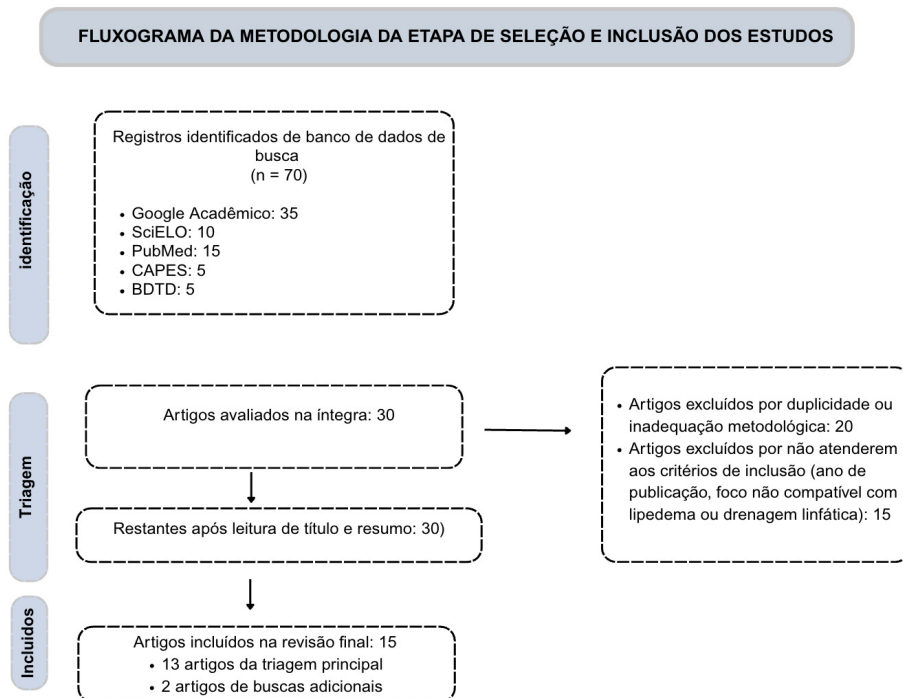 FLUXOGRAMA DA METODOLOGIA DA ETAPA DE SELEÇÃO E INCLUSÃO DOS ESTUDOS
identificação
Registros identificados de banco de dados de
busca
(n = 70)
• Google Acadêmico: 35
• SciELO: 10
• PubMed: 15
• CAPES: 5
• BDTD: 5
Triagem
Artigos avaliados na íntegra: 30
• Artigos excluídos por duplicidade ou
inadequação metodológica: 20
• Artigos excluídos por não atenderem
aos critérios de inclusão (ano de
publicação, foco não compatível com
lipedema ou drenagem linfática): 15
Restantes após leitura de título e resumo: 30)
Incluidos
Artigos incluídos na revisão final: 15
• 13 artigos da triagem principal
• 2 artigos de buscas adicionais